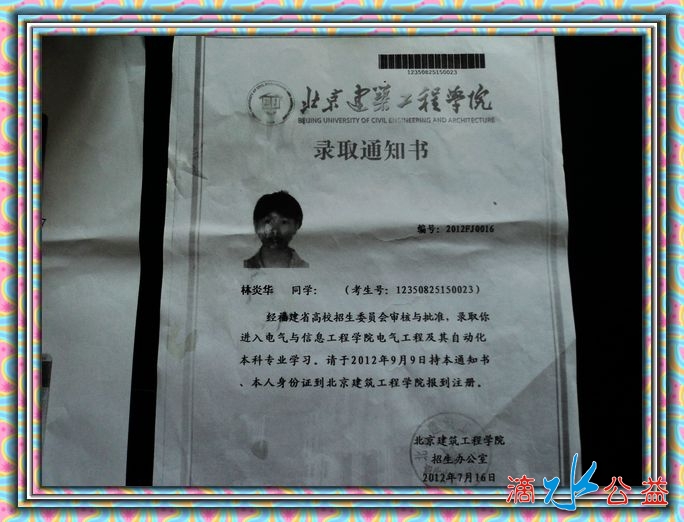 12350825150023
北京建筑工程学院
BEIJING UNIVERSITY OF CIVIL ENGINEERING AND ARCHITECTURE
录取通知书
编号：2012FJ0016
林炎华 同学： （考生号：12350825150023）
经福建省高校招生委员会审核与批准，录取你
进入电气与信息工程学院电气工程及其自动化
本科专业学习。请于2012年9月9日持本通知书
、本人身份证到北京建筑工程学院报到注册。
北京建筑工程学院
招生办公室
2012年7月16日
滴水公益